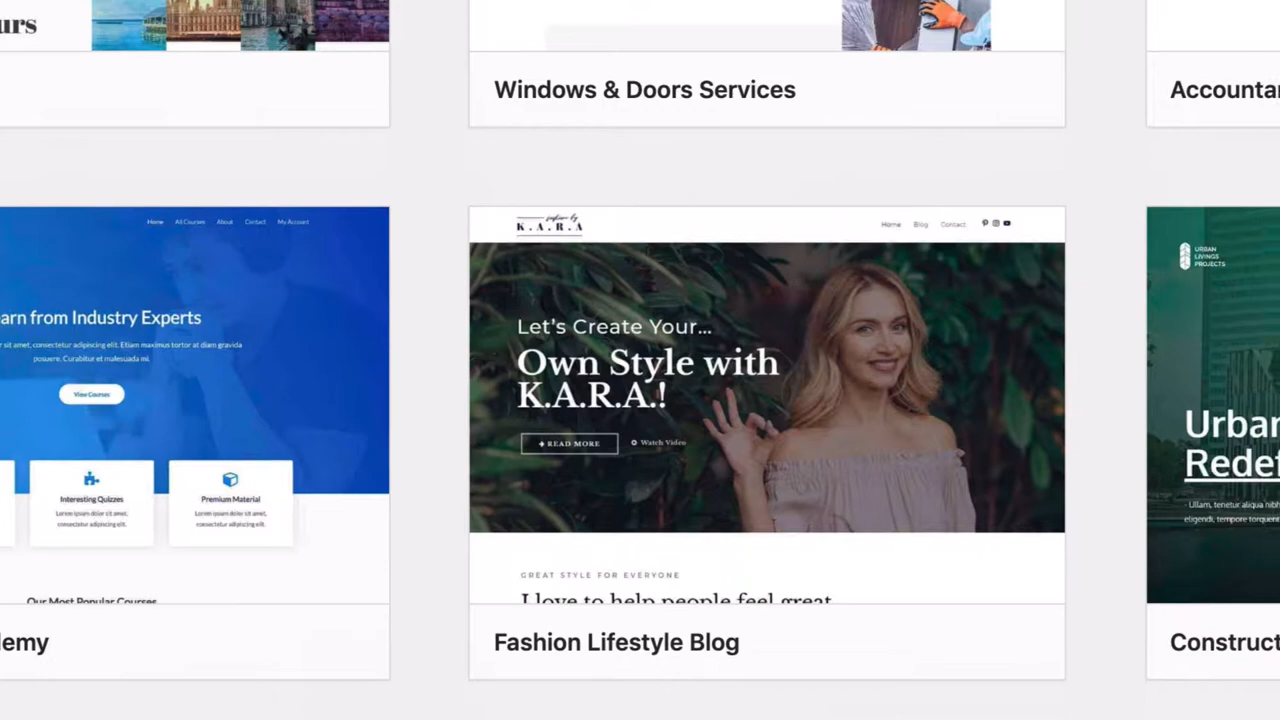 urs
Windows & Doors Services
Accounta
Home All Courses About Contact My Account
arn from Industry Experts
sit amet, consectetur adipiscing elit. Etiam maximus tortor at diam gravida
posuere. Curabitur et malesuada mi.
View Courses
Interesting Quizzes
Lorem ipsum dolor sit amet,
consectetur adipiscing elit.
Premium Material
Lorem ipsum dolor sit amet,
consectetur adipiscing elit.
Our Most Popular Courses
demy
fashion by
K.A.R.A
Home Blog Contact
Let's Create Your...
Own Style with
K.A.R.A.!
READ MORE Watch Video
GREAT STYLE FOR EVERYONE
I love to help people feel great
Fashion Lifestyle Blog
URBAN
LIVINGS
PROJECTS
Urba
Redef
Ullam, tenetur aliqua nibh
eligendi, tempore torquent
Construct